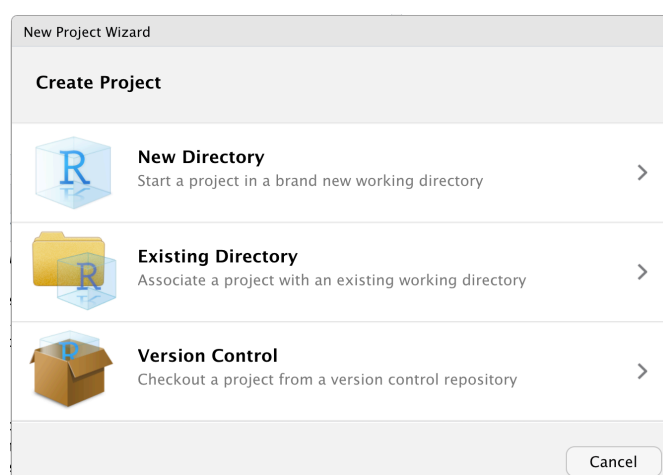 New Project Wizard
Create Project
R
New Directory
Start a project in a brand new working directory
R
Existing Directory
Associate a project with an existing working directory
R
Version Control
Checkout a project from a version control repository
Cancel